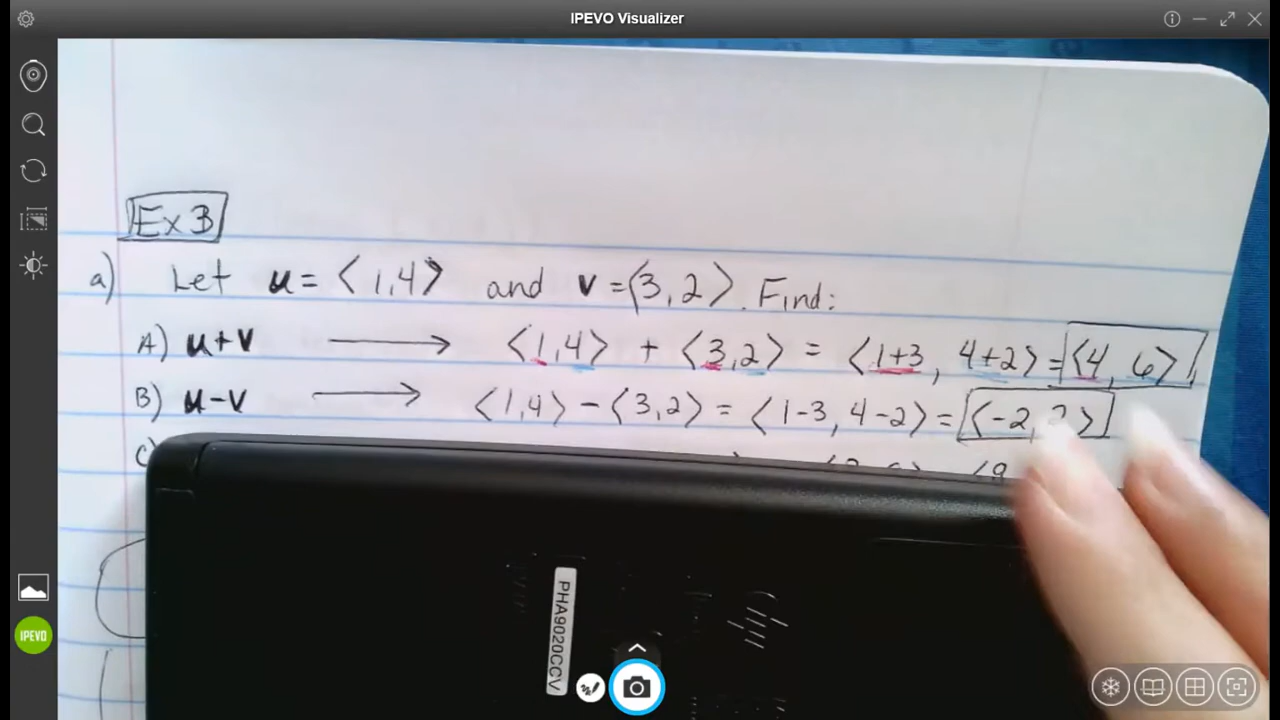 IPEVO Visualizer
Ex 3
a) Let u = ⟨1,4⟩ and v = ⟨3,2⟩. Find:
A) u+v ⟶ ⟨1,4⟩ + ⟨3,2⟩ = ⟨1+3, 4+2⟩ = ⟨4, 6⟩
B) u-v ⟶ ⟨1,4⟩ - ⟨3,2⟩ = ⟨1-3, 4-2⟩ = ⟨-2, 2⟩
C)
PHA9020CCV
IPEVO